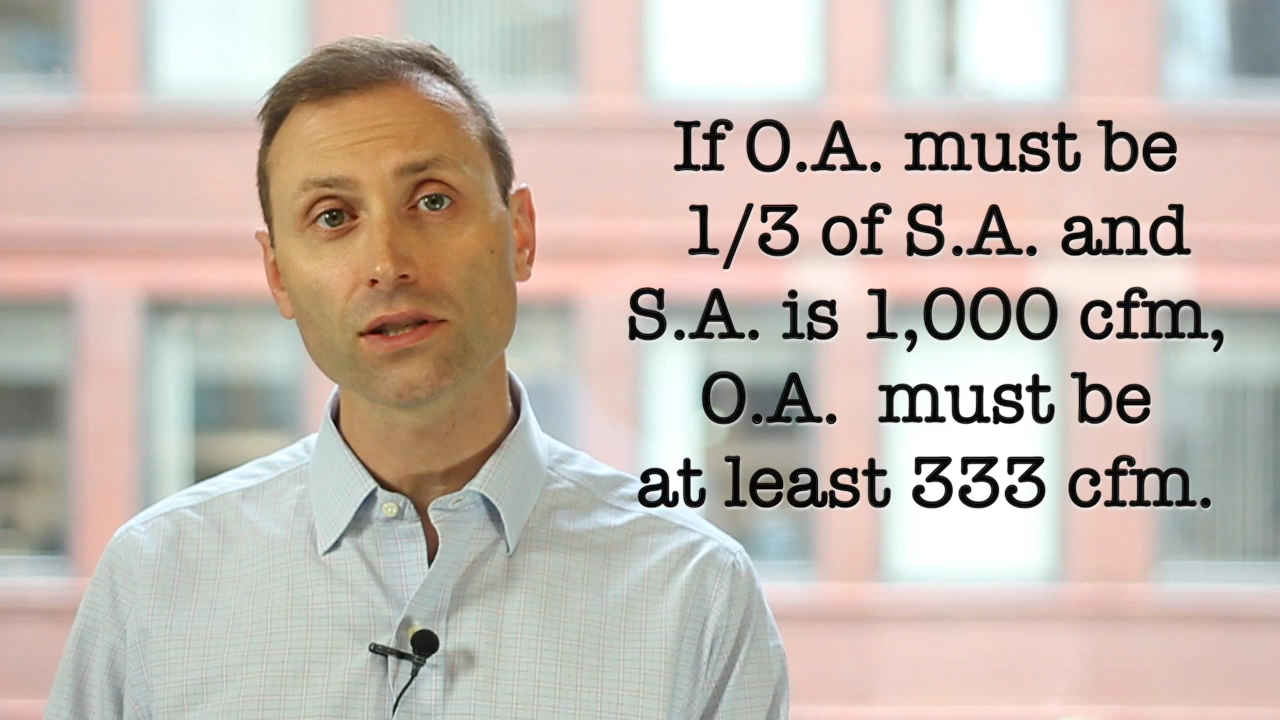 If O.A. must be
1/3 of S.A. and
S.A. is 1,000 cfm,
O.A. must be
at least 333 cfm.